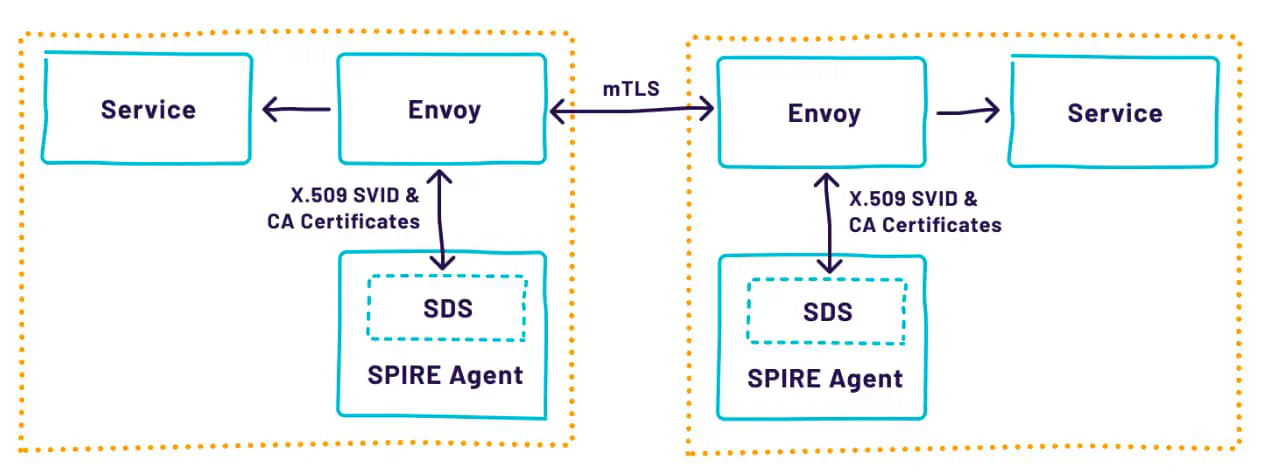 Service
Envoy
mTLS
Envoy
Service
X.509 SVID &
CA Certificates
X.509 SVID &
CA Certificates
SDS
SPIRE Agent
SDS
SPIRE Agent